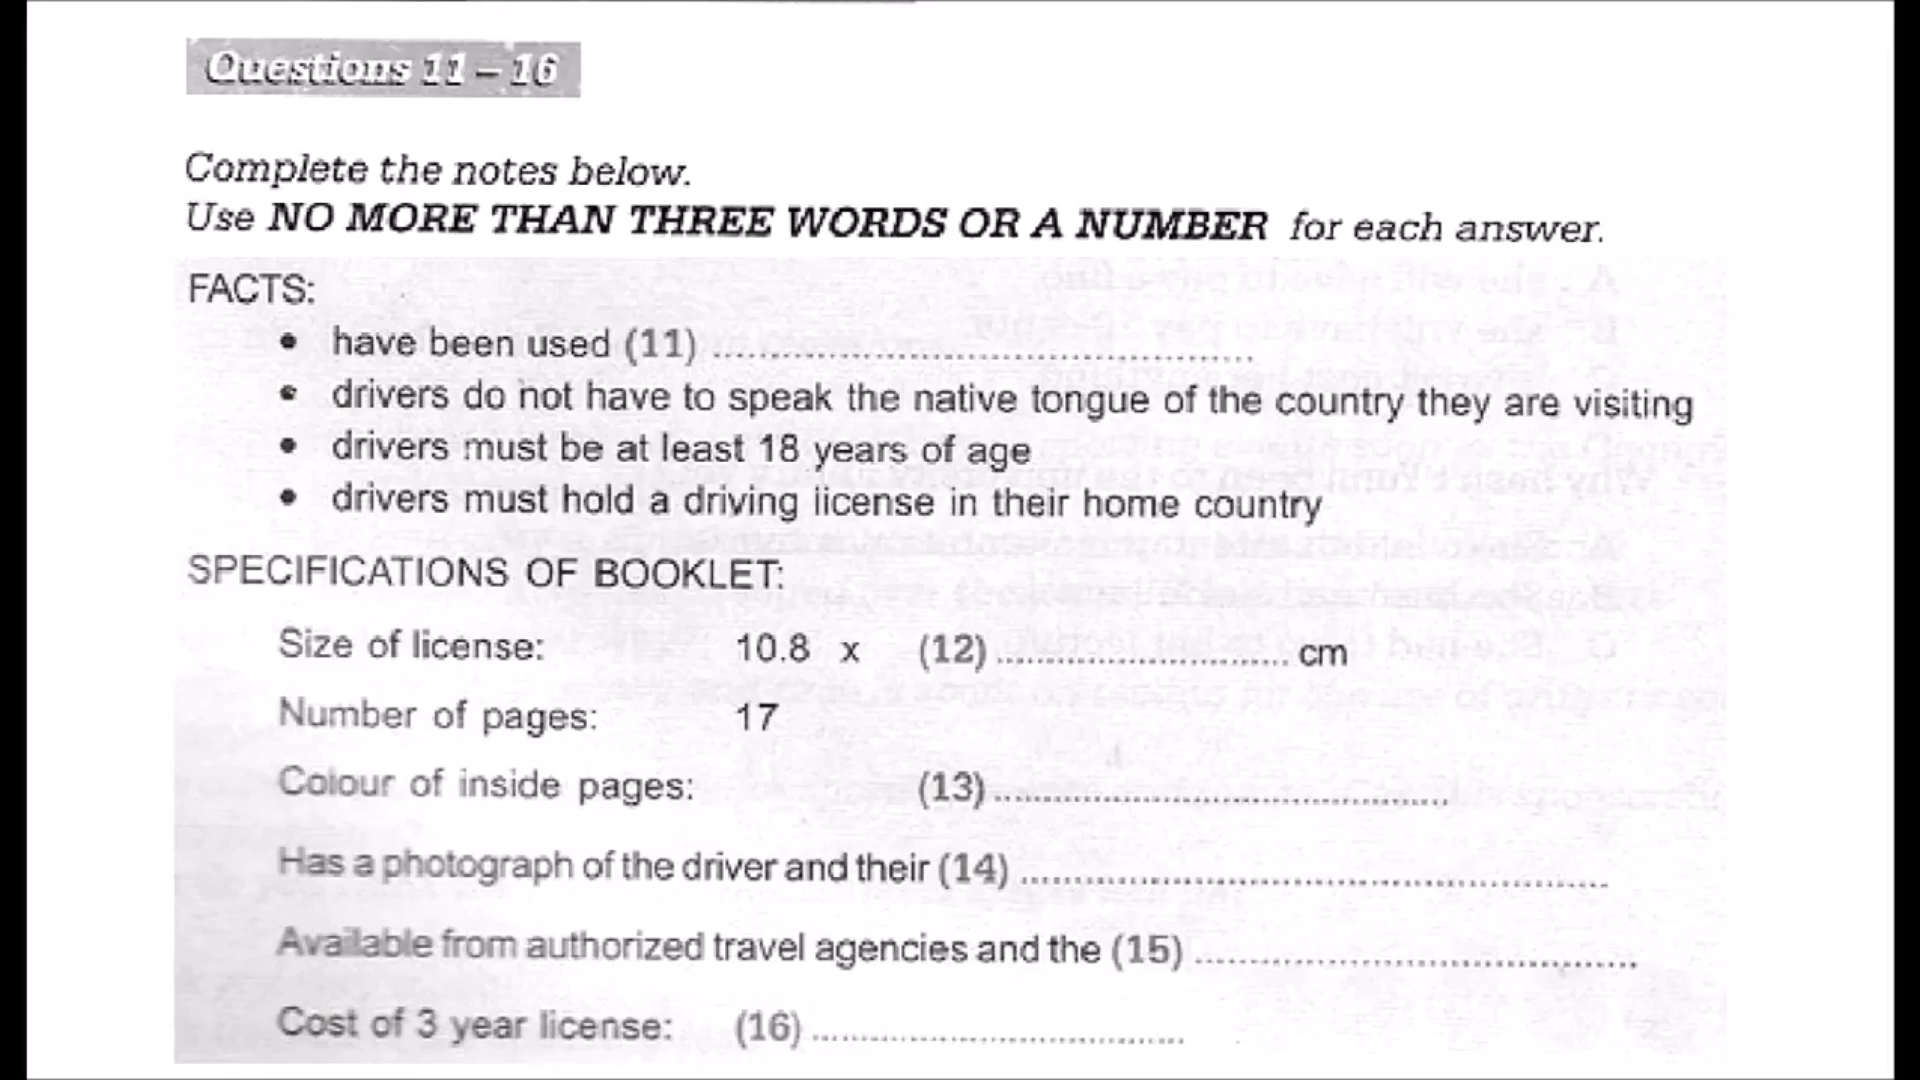 Questions 11 – 16
Complete the notes below.
Use NO MORE THAN THREE WORDS OR A NUMBER for each answer.
FACTS:
• have been used (11) ................................................
• drivers do not have to speak the native tongue of the country they are visiting
• drivers must be at least 18 years of age
• drivers must hold a driving license in their home country
SPECIFICATIONS OF BOOKLET:
Size of license: 10.8 x (12) ............................ cm
Number of pages: 17
Colour of inside pages: (13) ............................................
Has a photograph of the driver and their (14) ........................................................
Available from authorized travel agencies and the (15) ..........................................
Cost of 3 year license: (16) ....................................